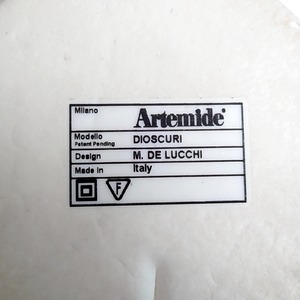 Milano Artemide®
Modello DIOSCURI
Patent Pending
Design M. DE LUCCHI
Made in Italy
F